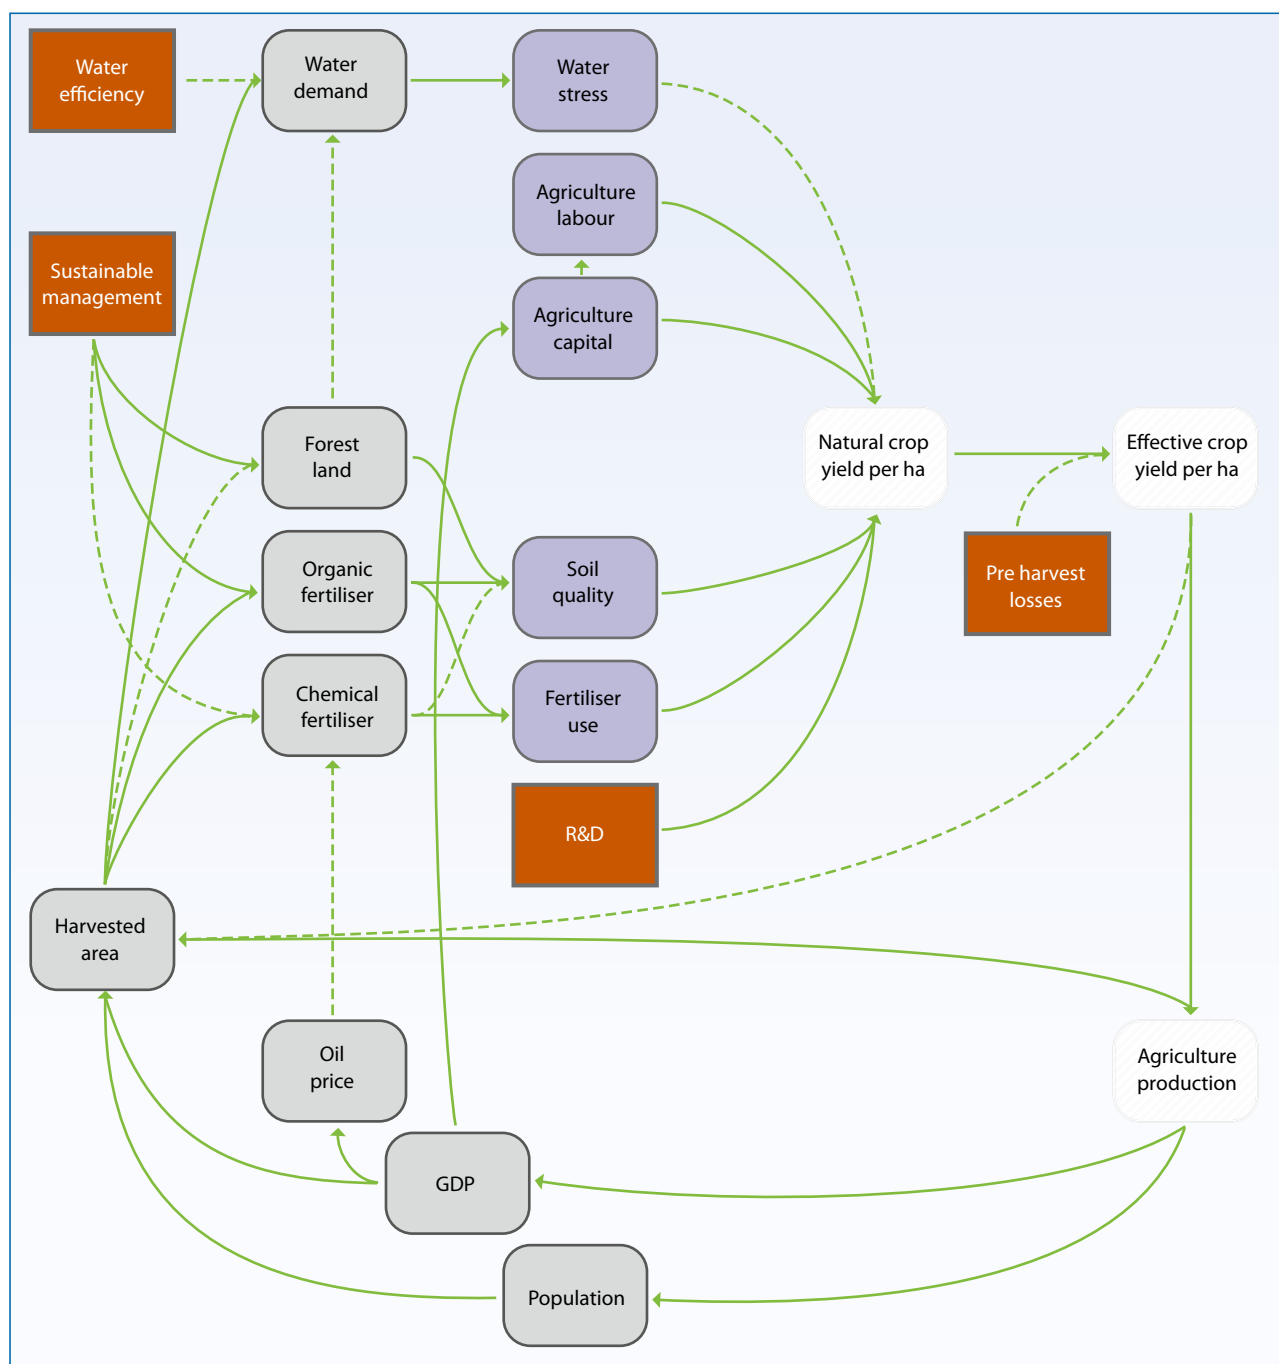 Water
efficiency
Water
demand
Water
stress
Agriculture
labour
Sustainable
management
Agriculture
capital
Forest
land
Natural crop
yield per ha
Effective crop
yield per ha
Organic
fertiliser
Soil
quality
Pre harvest
losses
Chemical
fertiliser
Fertiliser
use
R&D
Harvested
area
Oil
price
Agriculture
production
GDP
Population